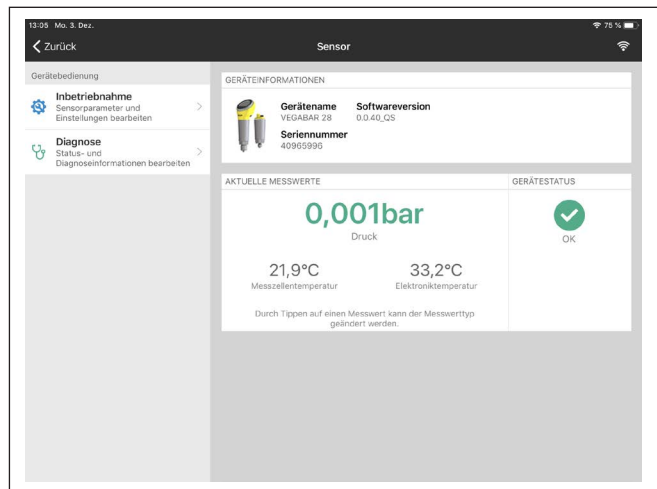 13:05 Mo. 3. Dez.
75 %
Zurück
Sensor
Gerätebedienung
Inbetriebnahme
Sensorparameter und
Einstellungen bearbeiten
Diagnose
Status- und
Diagnoseinformationen bearbeiten
GERÄTEINFORMATIONEN
Gerätename Softwareversion
VEGABAR 28 0.0.40_QS
Seriennummer
40965996
AKTUELLE MESSWERTE
0,001bar
Druck
21,9°C 33,2°C
Messzellentemperatur Elektroniktemperatur
Durch Tippen auf einen Messwert kann der Messwerttyp
geändert werden.
GERÄTESTATUS
OK